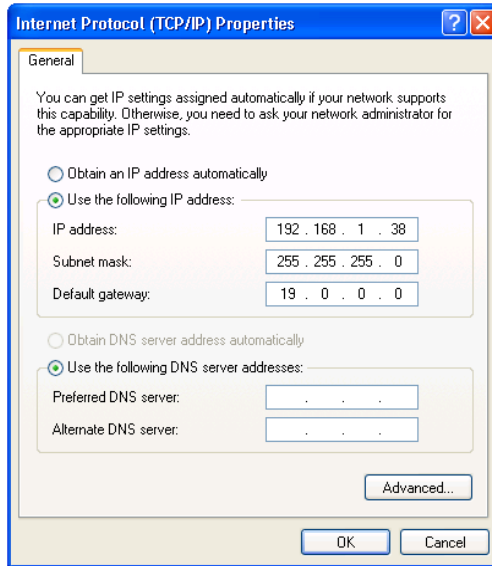 Internet Protocol (TCP/IP) Properties
General
You can get IP settings assigned automatically if your network supports
this capability. Otherwise, you need to ask your network administrator for
the appropriate IP settings.
Obtain an IP address automatically
Use the following IP address:
IP address: 192 . 168 . 1 . 38
Subnet mask: 255 . 255 . 255 . 0
Default gateway: 19 . 0 . 0 . 0
Obtain DNS server address automatically
Use the following DNS server addresses:
Preferred DNS server: . . .
Alternate DNS server: . . .
Advanced...
OK Cancel